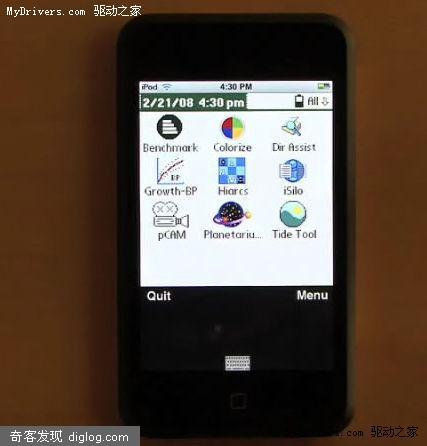 MyDrivers.com 驱动之家
iPod 4:30 PM
2/21/08 4:30 pm All
Benchmark Colorize Dir Assist
BP
Growth-BP Hiarcs iSilo
pCAM Planetariu... Tide Tool
Quit Menu
奇客发现 diglog.com
驱动之家